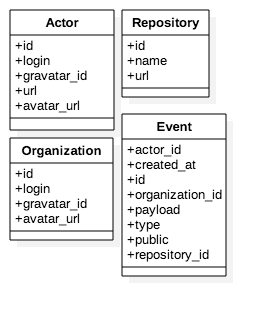 Actor
+id
+login
+gravatar_id
+url
+avatar_url
Repository
+id
+name
+url
Organization
+id
+login
+gravatar_id
+avatar_url
Event
+actor_id
+created_at
+id
+organization_id
+payload
+type
+public
+repository_id